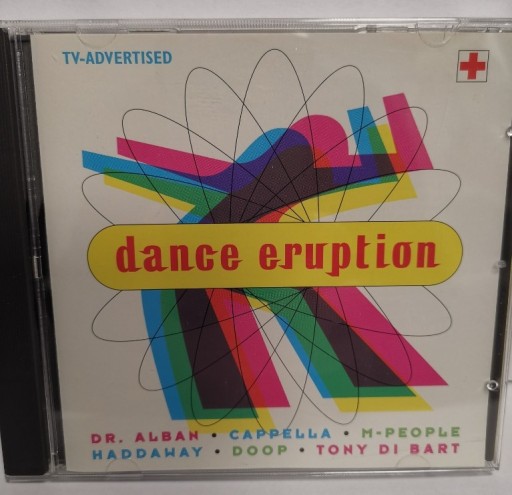 TV-ADVERTISED
dance eruption
DR. ALBAN • CAPPELLA • M-PEOPLE
HADDAWAY • DOOP • TONY DI BART